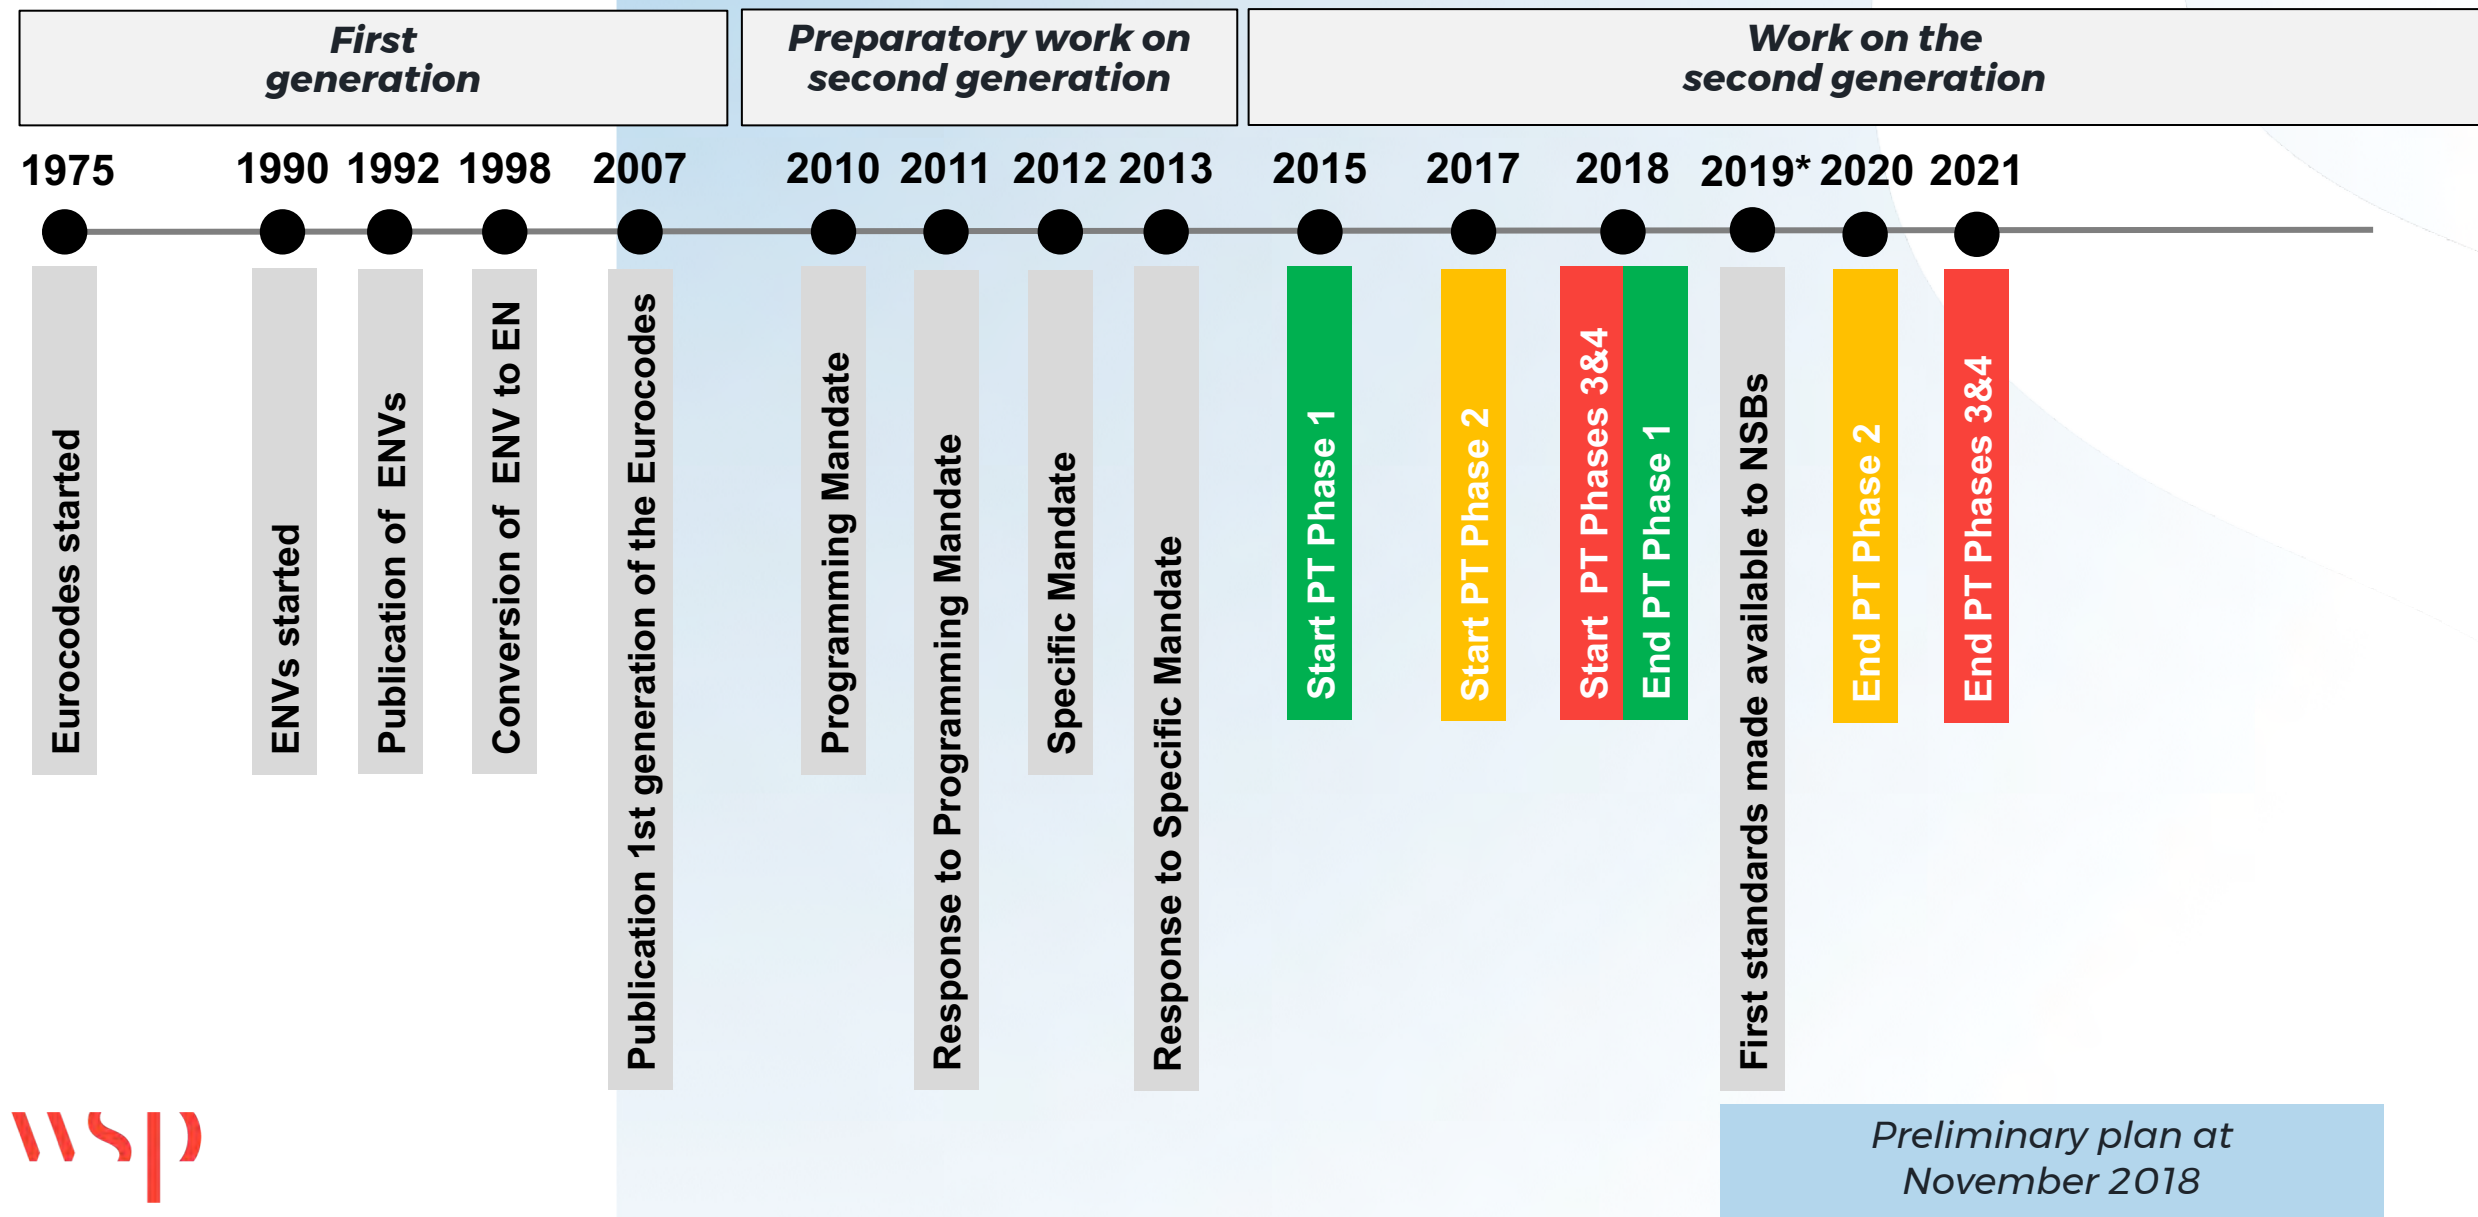 First
generation
Preparatory work on
second generation
Work on the
second generation
1975
1990
1992
1998
2007
2010
2011
2012
2013
2015
2017
2018
2019*
2020
2021
Eurocodes started
ENVs started
Publication of ENVs
Conversion of ENV to EN
Publication 1st generation of the Eurocodes
Programming Mandate
Response to Programming Mandate
Specific Mandate
Response to Specific Mandate
Start PT Phase 1
Start PT Phase 2
Start PT Phases 3&4
End PT Phase 1
First standards made available to NSBs
End PT Phase 2
End PT Phases 3&4
wsp
Preliminary plan at
November 2018